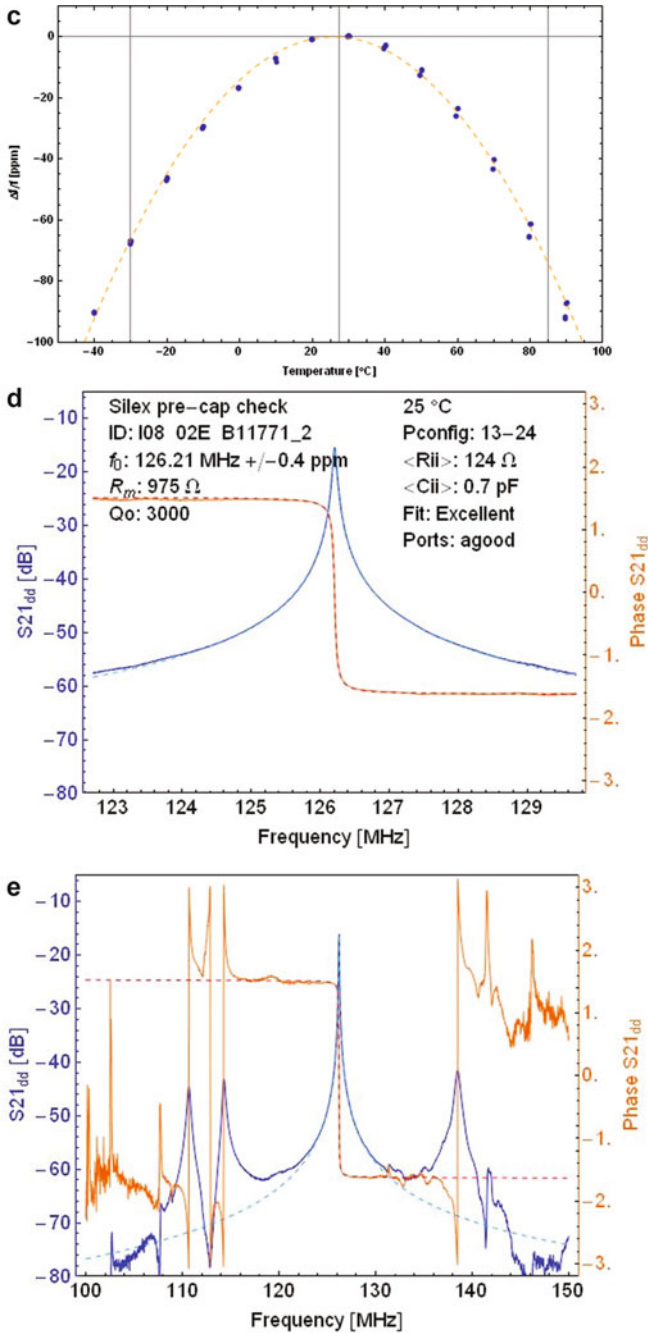 c
0
−20
−40
−60
−80
−100
Δf/f [ppm]
−40 −20 0 20 40 60 80 100
Temperature [°C]
d
Silex pre−cap check
ID: I08 02E B11771_2
f0: 126.21 MHz +/−0.4 ppm
Rm: 975 Ω
Qo: 3000
25 °C
Pconfig: 13−24
<Rii>: 124 Ω
<Cii>: 0.7 pF
Fit: Excellent
Ports: agood
−10
−20
−30
−40
−50
−60
−70
−80
S21dd [dB]
3.
2.
1.
0.
−1.
−2.
−3.
Phase S21dd
123 124 125 126 127 128 129
Frequency [MHz]
e
−10
−20
−30
−40
−50
−60
−70
−80
S21dd [dB]
3.
2.
1.
0.
−1.
−2.
−3.
Phase S21dd
100 110 120 130 140 150
Frequency [MHz]